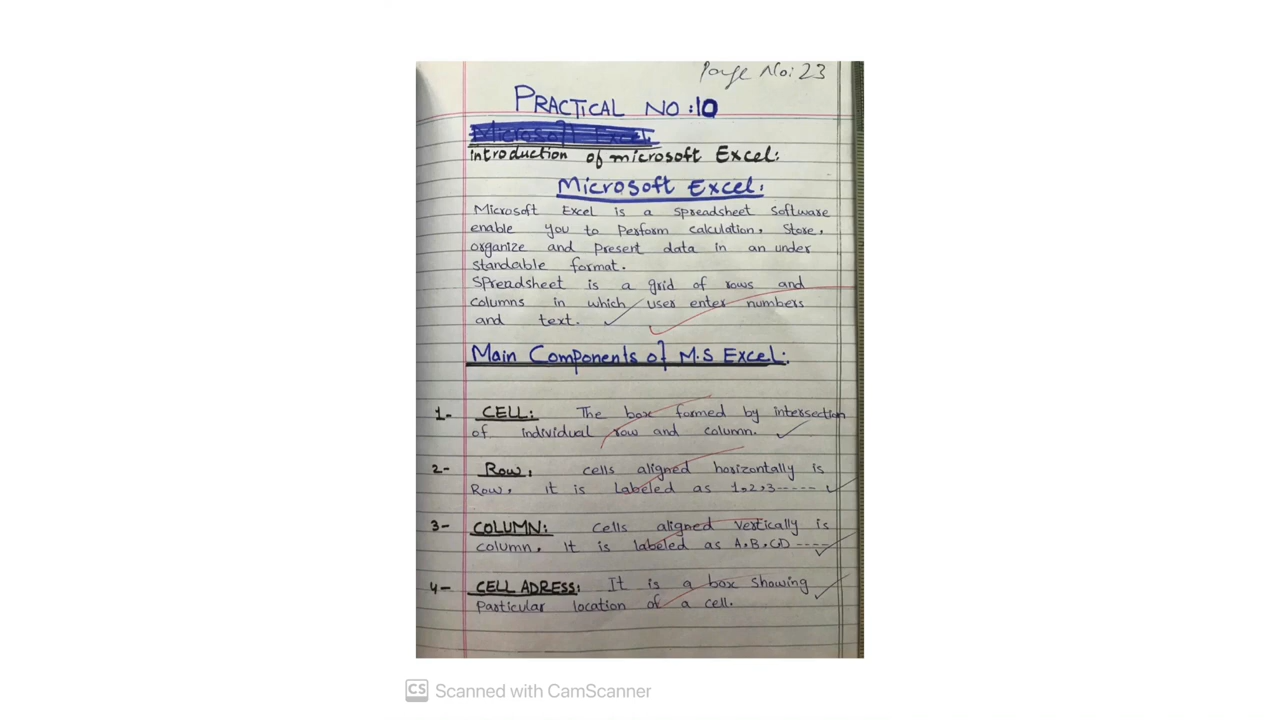 Page No: 23
PRACTICAL NO :10
Microsoft Excel
introduction of microsoft Excel:
Microsoft Excel:
Microsoft Excel is a spreadsheet software
enable you to Perform calculation, Store,
organize and Present data in an under
standable format.
Spreadsheet is a grid of rows and
columns in which user enter numbers
and text.
Main Components of M.S Excel:
1- CELL: The box formed by intersection
of individual row and column.
2- Row, cells aligned horizontally is
Row, it is Labeled as 1,2,3-----
3- COLUMN: Cells aligned vertically is
column, It is labeled as A,B,C,D----
4- CELL ADRESS: It is a box showing
Particular location of a cell.
CS Scanned with CamScanner